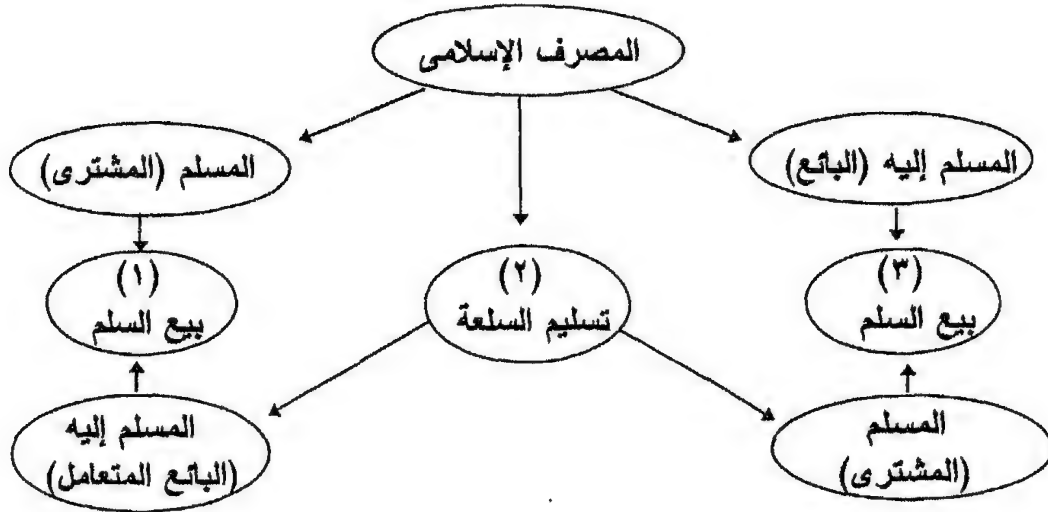 المصرف الإسلامى
المسلم إليه (البائع)
المسلم (المشترى)
(٣)
بيع السلم
(٢)
تسليم السلعة
(١)
بيع السلم
المسلم
(المشترى)
المسلم إليه
(البائع المتعامل)